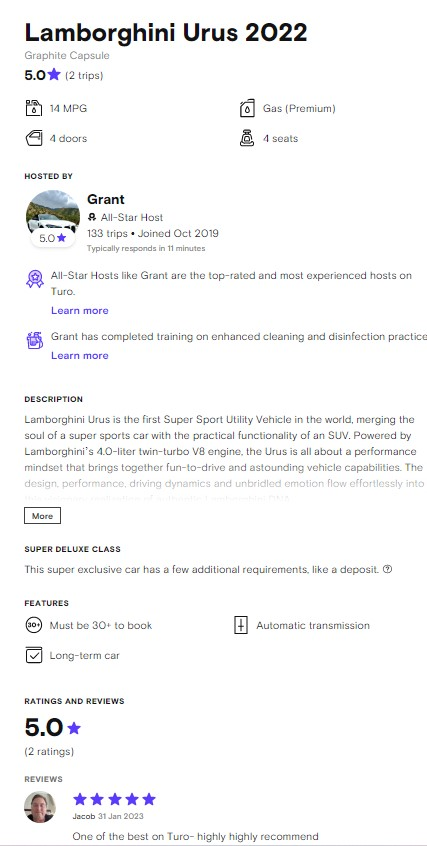 Lamborghini Urus 2022
Graphite Capsule
5.0 (2 trips)
14 MPG
Gas (Premium)
4 doors
4 seats
HOSTED BY
5.0
Grant
All-Star Host
133 trips • Joined Oct 2019
Typically responds in 11 minutes
All-Star Hosts like Grant are the top-rated and most experienced hosts on
Turo.
Learn more
Grant has completed training on enhanced cleaning and disinfection practice
Learn more
DESCRIPTION
Lamborghini Urus is the first Super Sport Utility Vehicle in the world, merging the
soul of a super sports car with the practical functionality of an SUV. Powered by
Lamborghini's 4.0-liter twin-turbo V8 engine, the Urus is all about a performance
mindset that brings together fun-to-drive and astounding vehicle capabilities. The
design, performance, driving dynamics and unbridled emotion flow effortlessly into
More
SUPER DELUXE CLASS
This super exclusive car has a few additional requirements, like a deposit.
FEATURES
30+ Must be 30+ to book
Automatic transmission
Long-term car
RATINGS AND REVIEWS
5.0
(2 ratings)
REVIEWS
Jacob 31 Jan 2023
One of the best on Turo- highly highly recommend